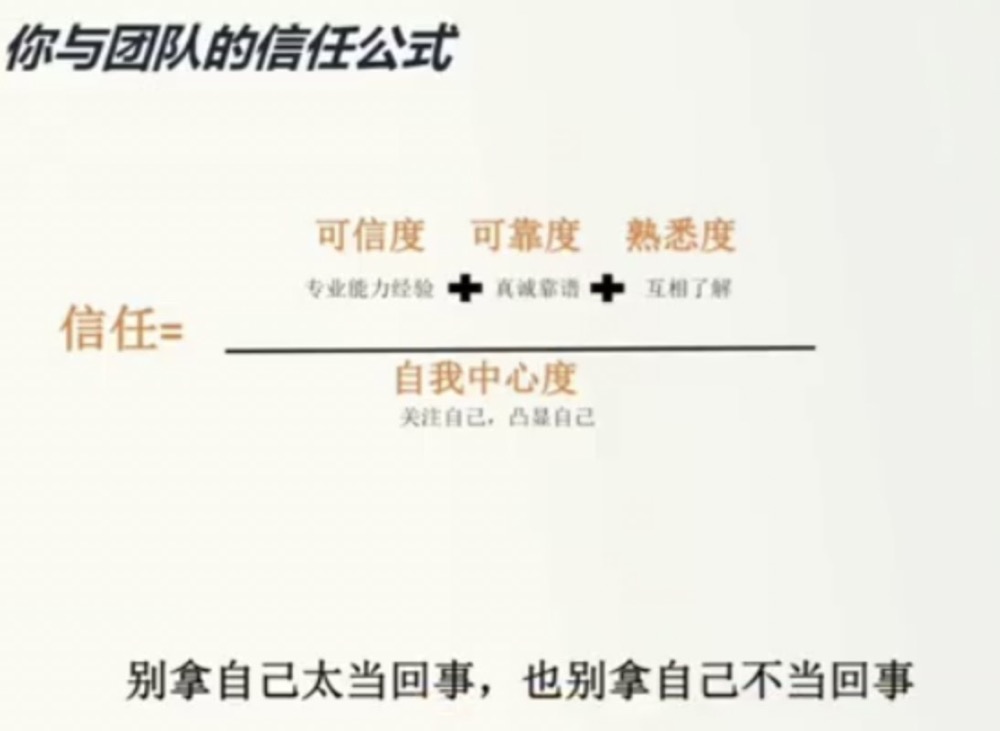 你与团队的信任公式
可信度 可靠度 熟悉度
专业能力经验 + 真诚靠谱 + 互相了解
信任=
自我中心度
关注自己，凸显自己
别拿自己太当回事，也别拿自己不当回事